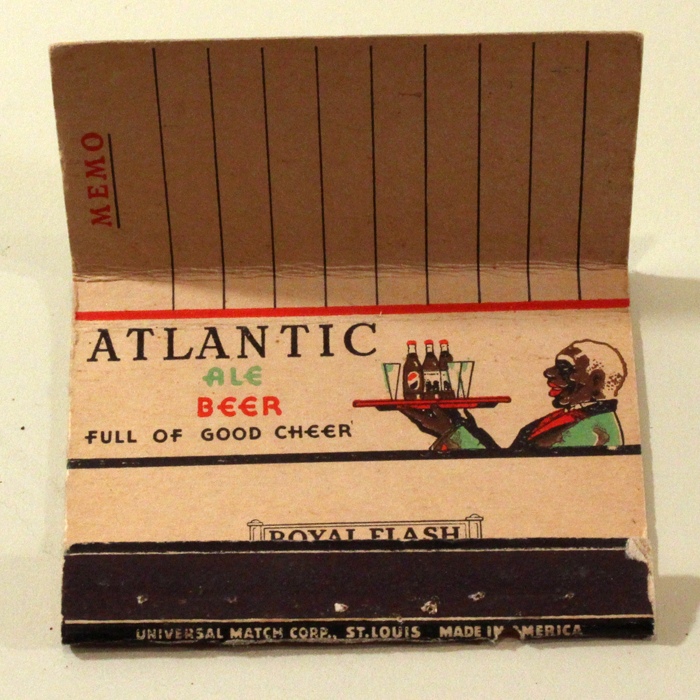 MEMO
ATLANTIC
ALE
BEER
FULL OF GOOD CHEER
ROYAL FLASH
UNIVERSAL MATCH CORP., ST. LOUIS MADE IN AMERICA